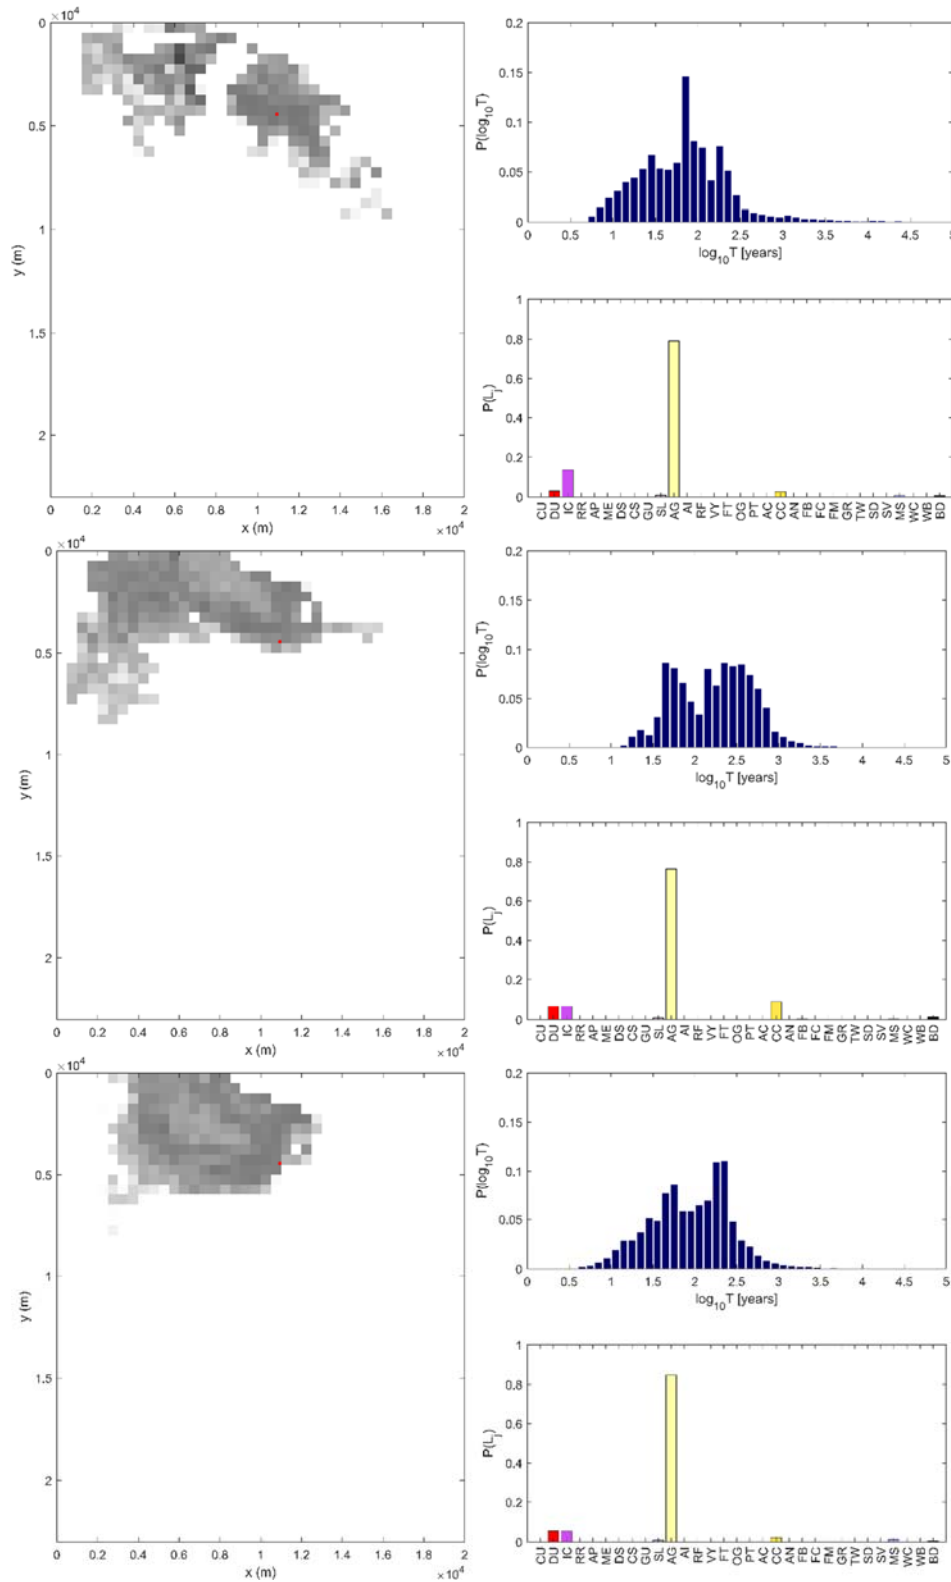 ×10⁴
0
0.5
1
1.5
2
y (m)
0 0.2 0.4 0.6 0.8 1 1.2 1.4 1.6 1.8 2
x (m)
×10⁴
0.2
0.15
0.1
0.05
0
P(log₁₀T)
0 0.5 1 1.5 2 2.5 3 3.5 4 4.5 5
log₁₀T [years]
1
0.8
0.6
0.4
0.2
0
P(Lⱼ)
CU DU IC RR AP ME DS CS GU SL AG AI RF VY FT OG PT AC CC AN FB FC FM GR TW SD SV MS WC WB BD
×10⁴
0
0.5
1
1.5
2
y (m)
0 0.2 0.4 0.6 0.8 1 1.2 1.4 1.6 1.8 2
x (m)
×10⁴
0.2
0.15
0.1
0.05
0
P(log₁₀T)
0 0.5 1 1.5 2 2.5 3 3.5 4 4.5 5
log₁₀T [years]
1
0.8
0.6
0.4
0.2
0
P(Lⱼ)
CU DU IC RR AP ME DS CS GU SL AG AI RF VY FT OG PT AC CC AN FB FC FM GR TW SD SV MS WC WB BD
×10⁴
0
0.5
1
1.5
2
y (m)
0 0.2 0.4 0.6 0.8 1 1.2 1.4 1.6 1.8 2
x (m)
×10⁴
0.2
0.15
0.1
0.05
0
P(log₁₀T)
0 0.5 1 1.5 2 2.5 3 3.5 4 4.5 5
log₁₀T [years]
1
0.8
0.6
0.4
0.2
0
P(Lⱼ)
CU DU IC RR AP ME DS CS GU SL AG AI RF VY FT OG PT AC CC AN FB FC FM GR TW SD SV MS WC WB BD